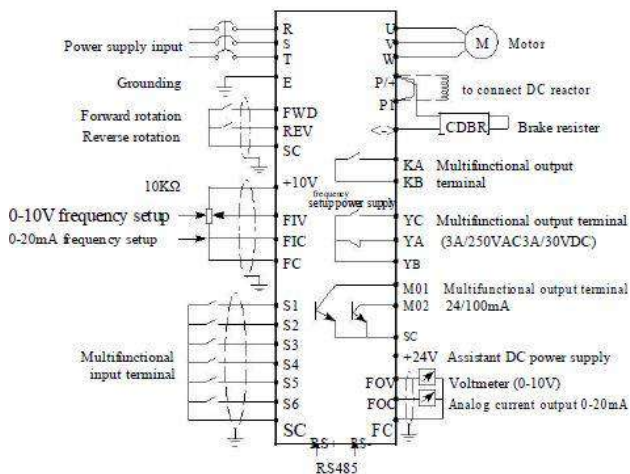 R
S
T
Power supply input
E
Grounding
Forward rotation
FWD
Reverse rotation
REV
SC
10KΩ
+10V
0-10V frequency setup
FIV
0-20mA frequency setup
FIC
FC
S1
S2
S3
S4
S5
S6
Multifunctional
input terminal
SC
RS+ RS-
RS485
U
V
W
M
Motor
P/+
P1
to connect DC reactor
<->
CDBR
Brake resister
KA
KB
Multifunctional output
terminal
frequency
setup power supply
YC
YA
YB
Multifunctional output terminal
(3A/250VAC3A/30VDC)
M01
M02
Multifunctional output terminal
24/100mA
SC
+24V
Assistant DC power supply
FOV
Voltmeter (0-10V)
FOC
Analog current output 0-20mA
FC